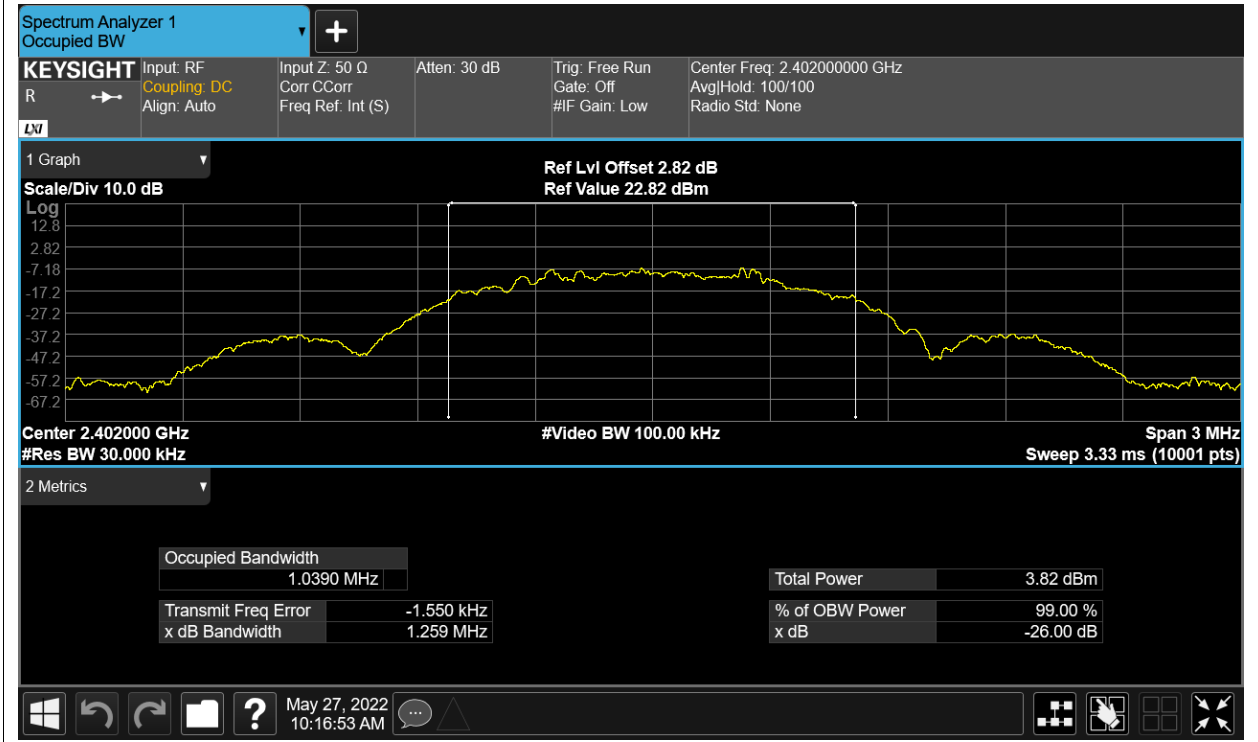 Spectrum Analyzer 1
Occupied BW
KEYSIGHT
R
LXI
Input: RF
Coupling: DC
Align: Auto
Input Z: 50 Ω
Corr CCorr
Freq Ref: Int (S)
Atten: 30 dB
Trig: Free Run
Gate: Off
#IF Gain: Low
Center Freq: 2.402000000 GHz
Avg|Hold: 100/100
Radio Std: None
1 Graph
Scale/Div 10.0 dB
Ref Lvl Offset 2.82 dB
Ref Value 22.82 dBm
Log
12.8
2.82
-7.18
-17.2
-27.2
-37.2
-47.2
-57.2
-67.2
Center 2.402000 GHz
#Video BW 100.00 kHz
Span 3 MHz
#Res BW 30.000 kHz
Sweep 3.33 ms (10001 pts)
2 Metrics
Occupied Bandwidth
1.0390 MHz
Total Power 3.82 dBm
Transmit Freq Error -1.550 kHz
% of OBW Power 99.00 %
x dB Bandwidth 1.259 MHz
x dB -26.00 dB
?
May 27, 2022
10:16:53 AM